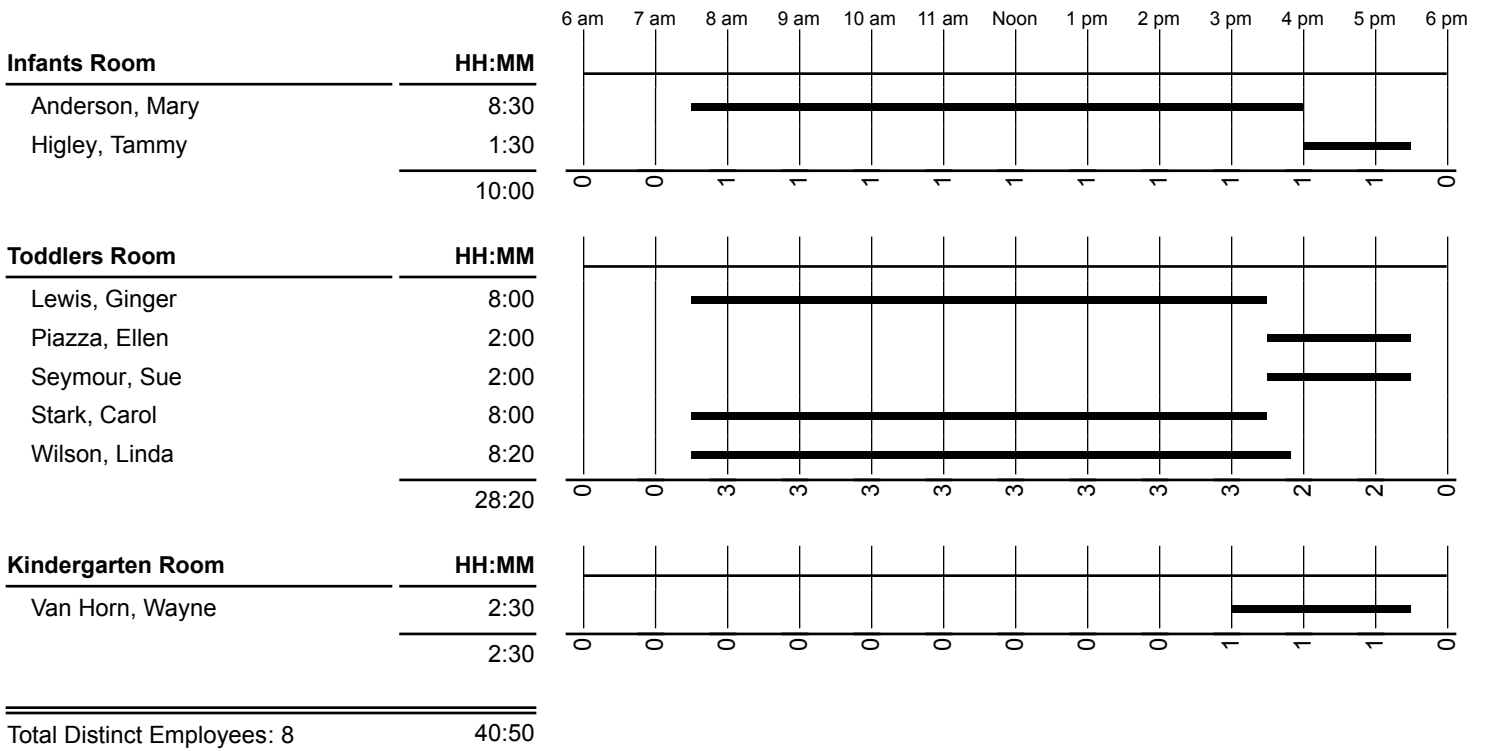 6 am 7 am 8 am 9 am 10 am 11 am Noon 1 pm 2 pm 3 pm 4 pm 5 pm 6 pm
Infants Room HH:MM
Anderson, Mary 8:30
Higley, Tammy 1:30
10:00 0 0 1 1 1 1 1 1 1 1 1 1 0
Toddlers Room HH:MM
Lewis, Ginger 8:00
Piazza, Ellen 2:00
Seymour, Sue 2:00
Stark, Carol 8:00
Wilson, Linda 8:20
28:20 0 0 3 3 3 3 3 3 3 3 2 2 0
Kindergarten Room HH:MM
Van Horn, Wayne 2:30
2:30 0 0 0 0 0 0 0 0 0 1 1 1 0
Total Distinct Employees: 8 40:50